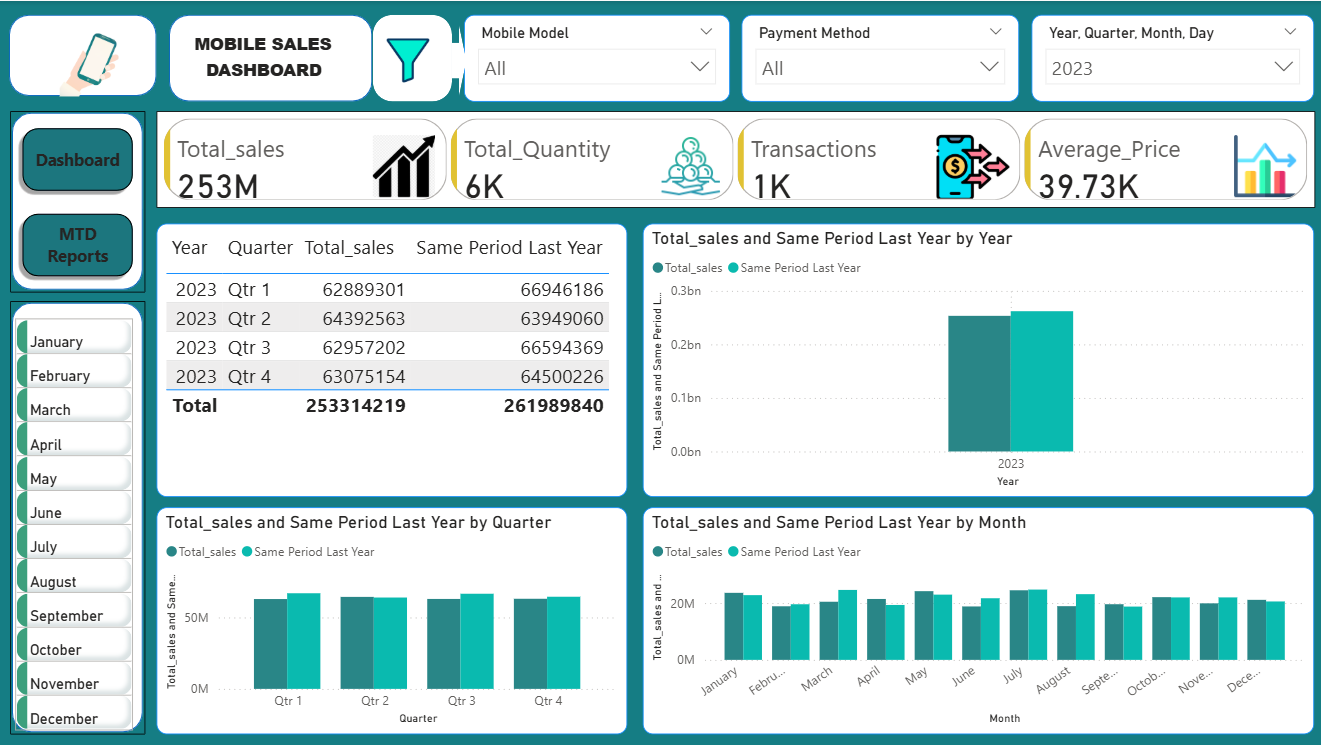 MOBILE SALES
DASHBOARD
Mobile Model
All
Payment Method
All
Year, Quarter, Month, Day
2023
Dashboard
MTD
Reports
January
February
March
April
May
June
July
August
September
October
November
December
Total_sales
253M
Total_Quantity
6K
Transactions
$
1K
Average_Price
39.73K
Year Quarter Total_sales Same Period Last Year
2023 Qtr 1 62889301 66946186
2023 Qtr 2 64392563 63949060
2023 Qtr 3 62957202 66594369
2023 Qtr 4 63075154 64500226
Total 253314219 261989840
Total_sales and Same Period Last Year by Year
Total_sales Same Period Last Year
Total_sales and Same Period L...
0.3bn
0.2bn
0.1bn
0.0bn
2023
Year
Total_sales and Same Period Last Year by Quarter
Total_sales Same Period Last Year
Total_sales and Same...
50M
0M
Qtr 1 Qtr 2 Qtr 3 Qtr 4
Quarter
Total_sales and Same Period Last Year by Month
Total_sales Same Period Last Year
Total_sales and ...
20M
0M
January Febru... March April May June July August Septe... Octob... Nove... Dece...
Month